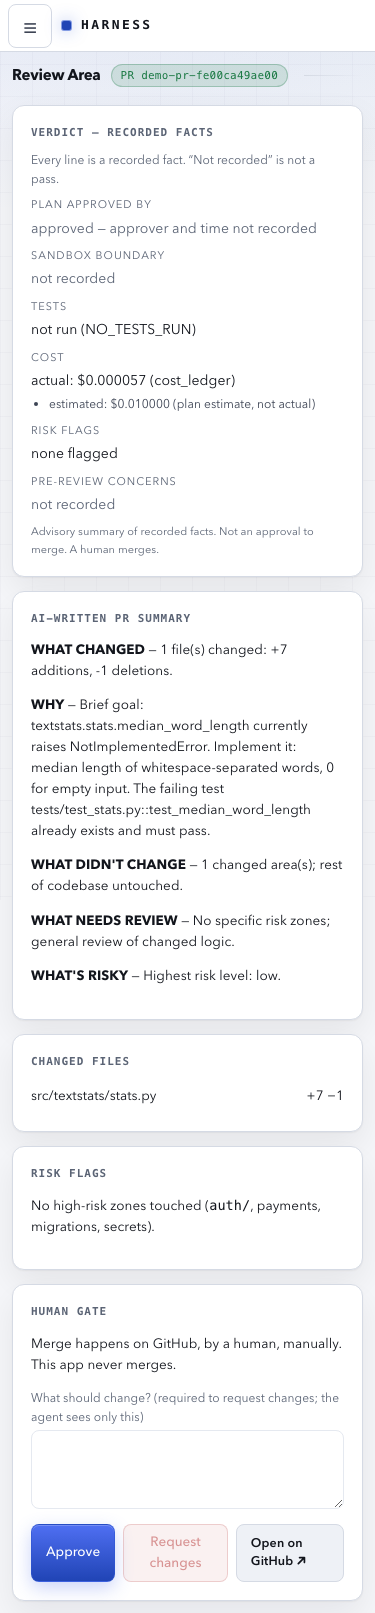 HARNESS
Review Area PR demo-pr-fe00ca49ae00
VERDICT — RECORDED FACTS
Every line is a recorded fact. “Not recorded” is not a
pass.
PLAN APPROVED BY
approved — approver and time not recorded
SANDBOX BOUNDARY
not recorded
TESTS
not run (NO_TESTS_RUN)
COST
actual: $0.000057 (cost_ledger)
• estimated: $0.010000 (plan estimate, not actual)
RISK FLAGS
none flagged
PRE-REVIEW CONCERNS
not recorded
Advisory summary of recorded facts. Not an approval to
merge. A human merges.
AI-WRITTEN PR SUMMARY
WHAT CHANGED — 1 file(s) changed: +7
additions, -1 deletions.
WHY — Brief goal:
textstats.stats.median_word_length currently
raises NotImplementedError. Implement it:
median length of whitespace-separated words, 0
for empty input. The failing test
tests/test_stats.py::test_median_word_length
already exists and must pass.
WHAT DIDN'T CHANGE — 1 changed area(s); rest
of codebase untouched.
WHAT NEEDS REVIEW — No specific risk zones;
general review of changed logic.
WHAT'S RISKY — Highest risk level: low.
CHANGED FILES
src/textstats/stats.py +7 −1
RISK FLAGS
No high-risk zones touched (auth/, payments,
migrations, secrets).
HUMAN GATE
Merge happens on GitHub, by a human, manually.
This app never merges.
What should change? (required to request changes; the
agent sees only this)
Approve
Request
changes
Open on
GitHub ↗